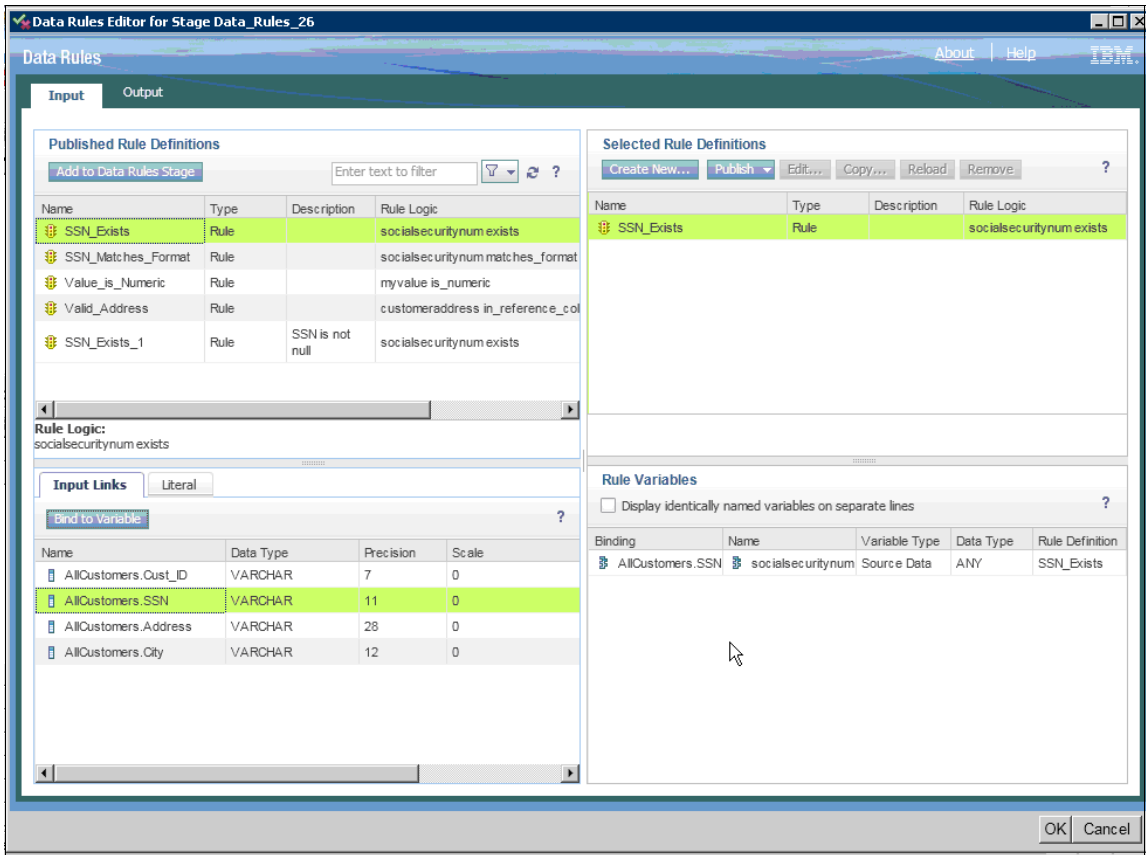 Data Rules Editor for Stage Data_Rules_26
Data Rules
About Help IBM.
Input Output
Published Rule Definitions
Add to Data Rules Stage Enter text to filter ?
Name Type Description Rule Logic
SSN_Exists Rule socialsecuritynum exists
SSN_Matches_Format Rule socialsecuritynum matches_format
Value_is_Numeric Rule myvalue is_numeric
Valid_Address Rule customeraddress in_reference_col
SSN_Exists_1 Rule SSN is not null socialsecuritynum exists
Rule Logic:
socialsecuritynum exists
Selected Rule Definitions
Create New... Publish Edit... Copy... Reload Remove ?
Name Type Description Rule Logic
SSN_Exists Rule socialsecuritynum exists
Input Links Literal
Bind to Variable ?
Name Data Type Precision Scale
AllCustomers.Cust_ID VARCHAR 7 0
AllCustomers.SSN VARCHAR 11 0
AllCustomers.Address VARCHAR 28 0
AllCustomers.City VARCHAR 12 0
Rule Variables
Display identically named variables on separate lines ?
Binding Name Variable Type Data Type Rule Definition
AllCustomers.SSN socialsecuritynum Source Data ANY SSN_Exists
OK Cancel